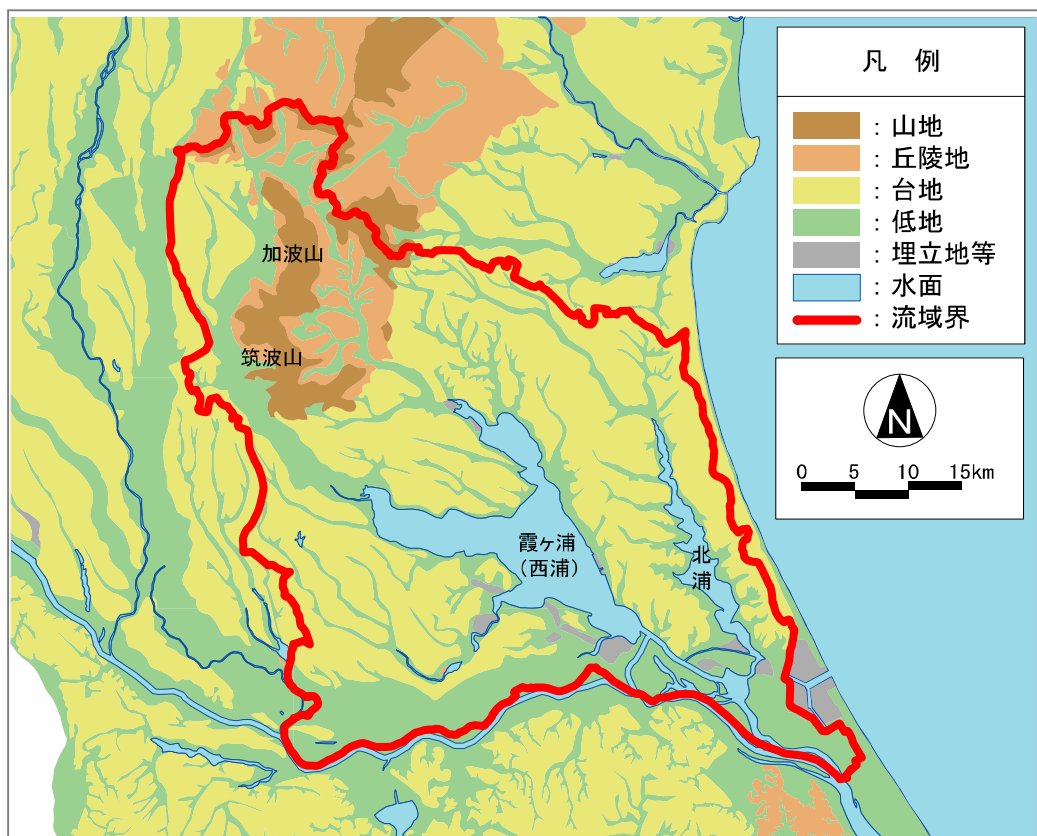 凡 例
：山地
：丘陵地
：台地
：低地
：埋立地等
：水面
：流域界
N
0 5 10 15km
加波山
筑波山
霞ヶ浦
（西浦）
北
浦